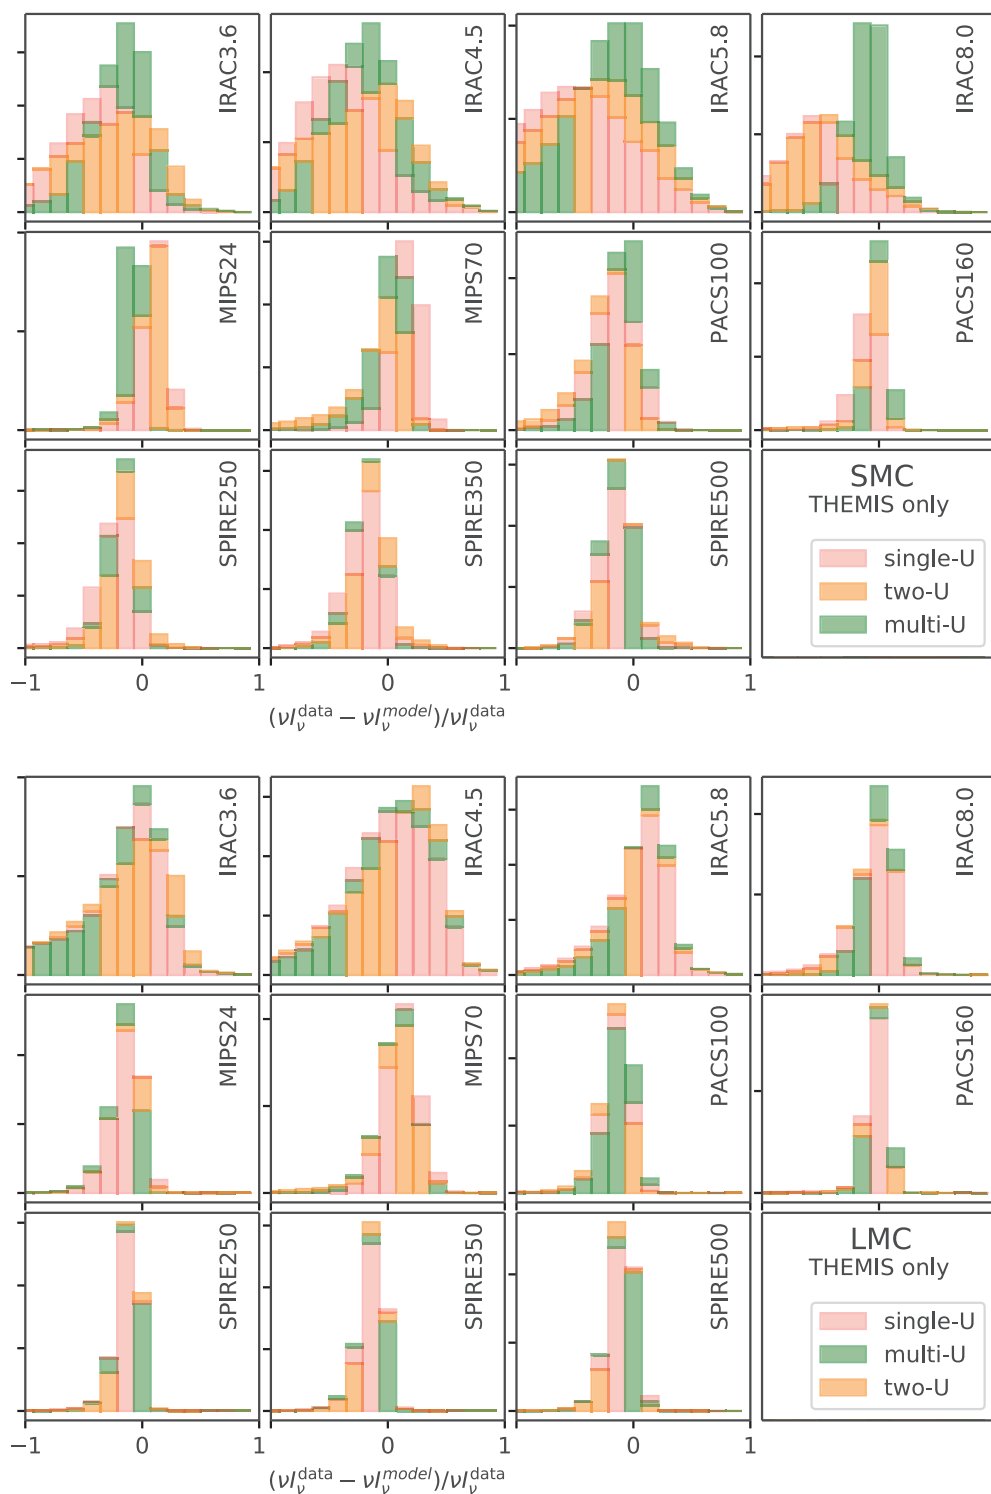 IRAC3.6
IRAC4.5
IRAC5.8
IRAC8.0
MIPS24
MIPS70
PACS100
PACS160
SPIRE250
SPIRE350
SPIRE500
SMC
THEMIS only
single-U
two-U
multi-U
−1 0 1 0 1 0 1
(νI_ν^data − νI_ν^model)/νI_ν^data
IRAC3.6
IRAC4.5
IRAC5.8
IRAC8.0
MIPS24
MIPS70
PACS100
PACS160
SPIRE250
SPIRE350
SPIRE500
LMC
THEMIS only
single-U
multi-U
two-U
−1 0 1 0 1 0 1
(νI_ν^data − νI_ν^model)/νI_ν^data